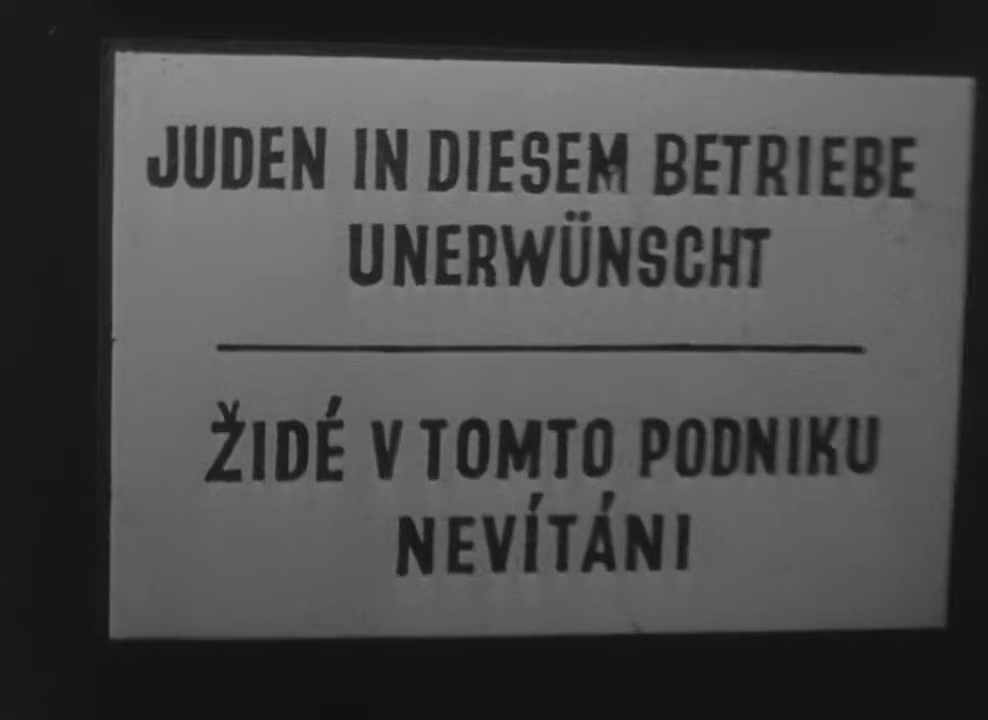 JUDEN IN DIESEM BETRIEBE
UNERWÜNSCHT
ŽIDÉ V TOMTO PODNIKU
NEVÍTÁNI